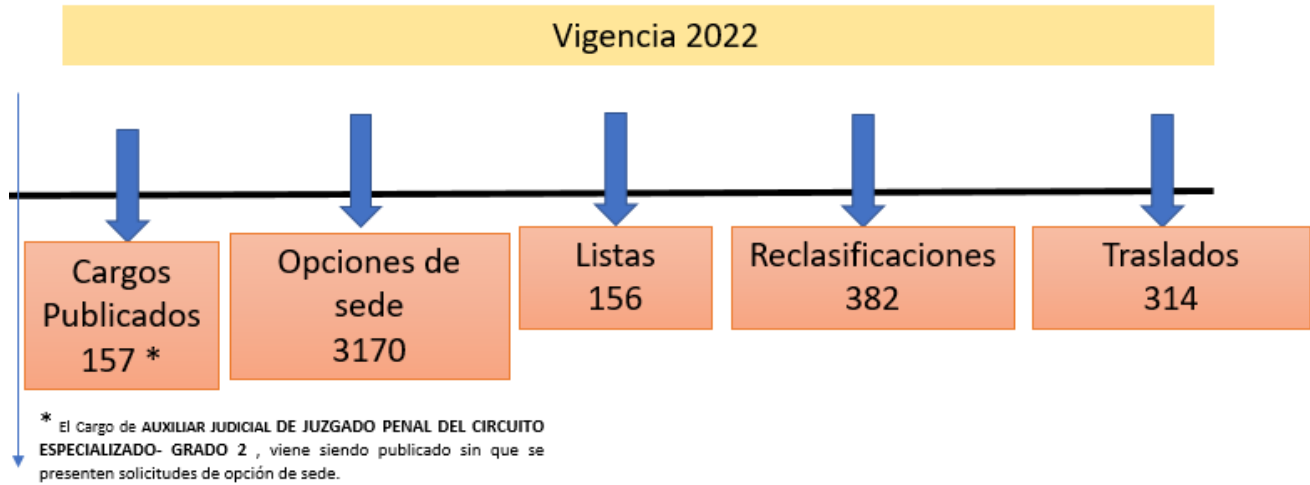 Vigencia 2022
Cargos
Publicados
157 *
Opciones de
sede
3170
Listas
156
Reclasificaciones
382
Traslados
314
* El Cargo de AUXILIAR JUDICIAL DE JUZGADO PENAL DEL CIRCUITO
ESPECIALIZADO- GRADO 2 , viene siendo publicado sin que se
presenten solicitudes de opción de sede.